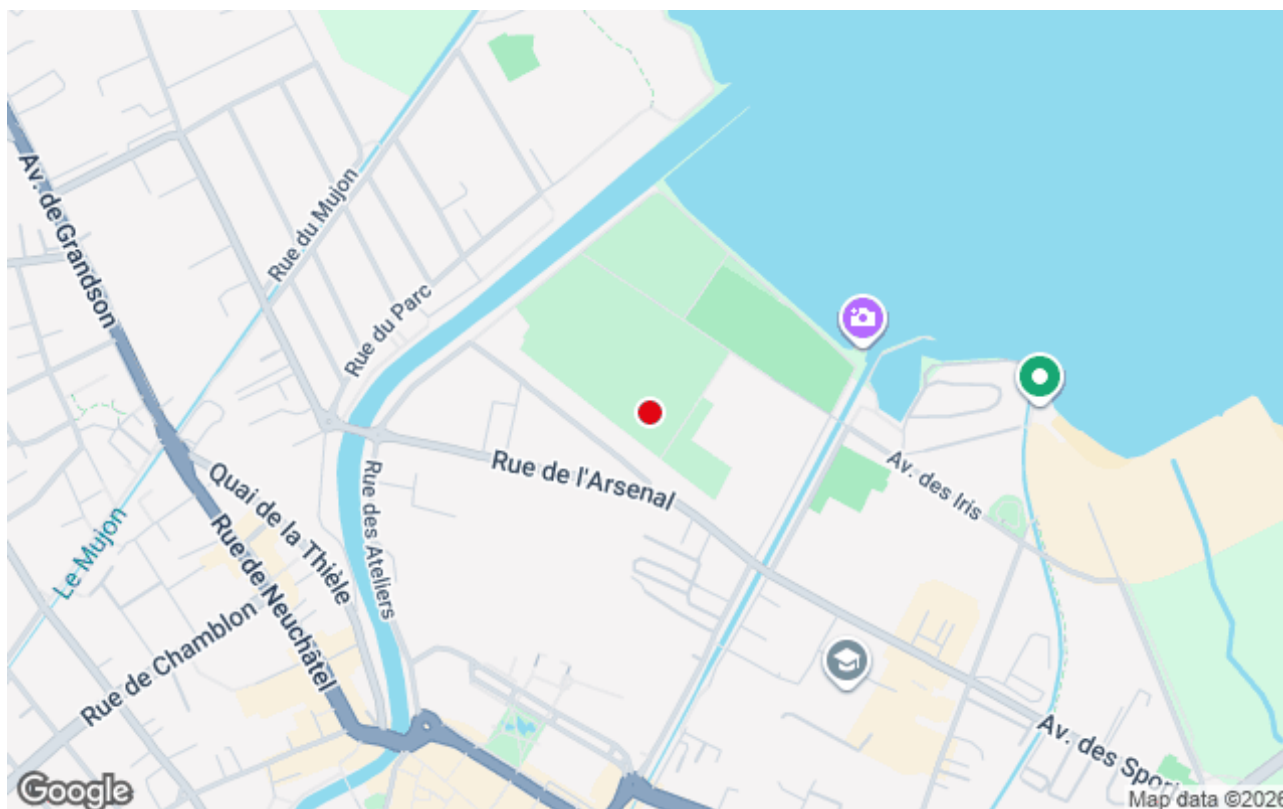 Av. de Grandson
Rue du Mujon
Rue du Parc
Rue de l'Arsenal
Av. des Iris
Quai de la Thièle
Rue des Ateliers
Le Mujon
Rue de Neuchâtel
Rue de Chamblon
Av. des Spor
Google
Map data ©2026